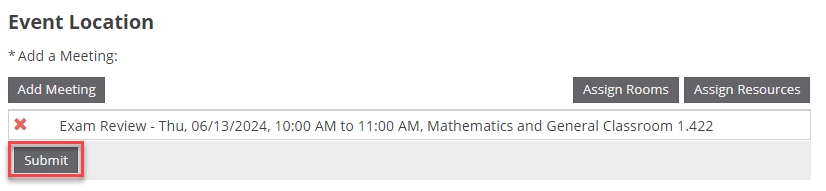 Event Location
* Add a Meeting:
Add Meeting Assign Rooms Assign Resources
Exam Review - Thu, 06/13/2024, 10:00 AM to 11:00 AM, Mathematics and General Classroom 1.422
Submit